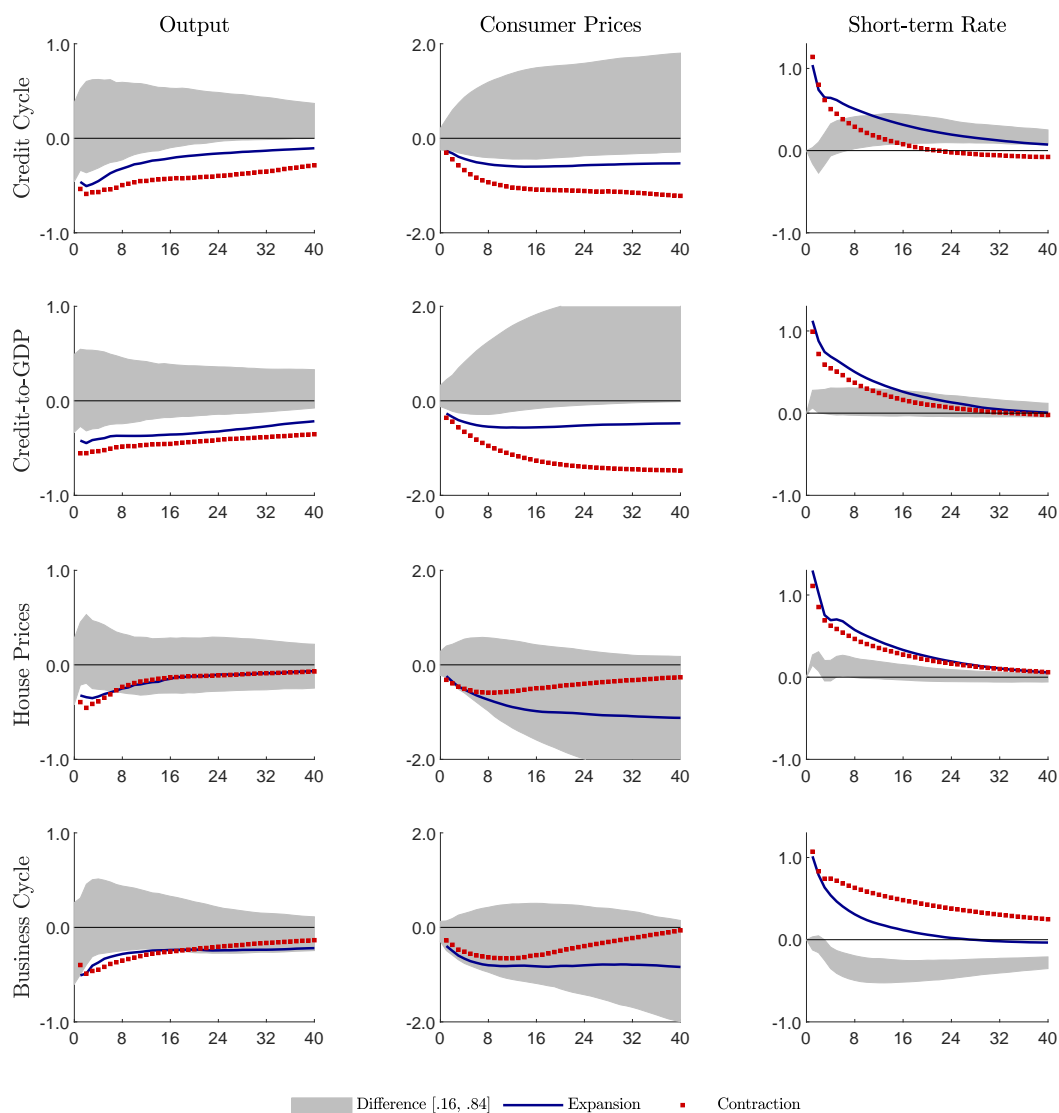 Output Consumer Prices Short-term Rate
Credit Cycle
1.0 0.0 -1.0
0 8 16 24 32 40
2.0 0.0 -2.0
0 8 16 24 32 40
1.0 0.0 -1.0
0 8 16 24 32 40
Credit-to-GDP
1.0 0.0 -1.0
0 8 16 24 32 40
2.0 0.0 -2.0
0 8 16 24 32 40
1.0 0.0 -1.0
0 8 16 24 32 40
House Prices
1.0 0.0 -1.0
0 8 16 24 32 40
2.0 0.0 -2.0
0 8 16 24 32 40
1.0 0.0 -1.0
0 8 16 24 32 40
Business Cycle
1.0 0.0 -1.0
0 8 16 24 32 40
2.0 0.0 -2.0
0 8 16 24 32 40
1.0 0.0 -1.0
0 8 16 24 32 40
Difference [.16, .84] Expansion Contraction